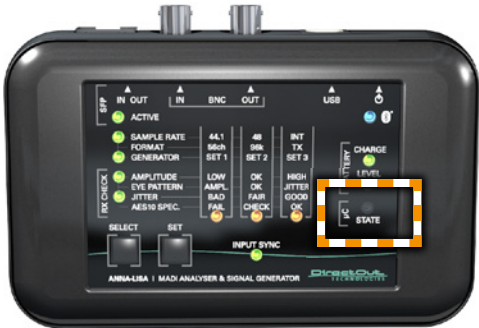 SFP
IN OUT IN BNC OUT USB
ACTIVE
SAMPLE RATE 44.1 48 INT
FORMAT 56ch 96k TX
GENERATOR SET 1 SET 2 SET 3
BATTERY
CHARGE
LEVEL
RX CHECK
AMPLITUDE LOW OK HIGH
EYE PATTERN AMPL. OK JITTER
JITTER BAD FAIR GOOD
AES10 SPEC. FAIL CHECK OK
µC
STATE
SELECT SET
INPUT SYNC
ANNA-LISA | MADI ANALYSER & SIGNAL GENERATOR
DirectOut
TECHNOLOGIES